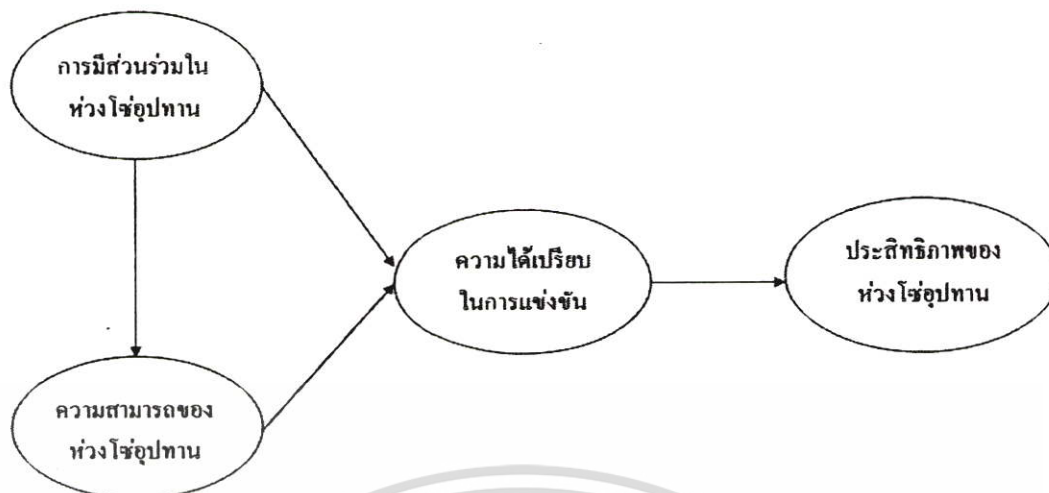 การมีส่วนร่วมใน
ห่วงโซ่อุปทาน
ความได้เปรียบ
ในการแข่งขัน
ประสิทธิภาพของ
ห่วงโซ่อุปทาน
ความสามารถของ
ห่วงโซ่อุปทาน